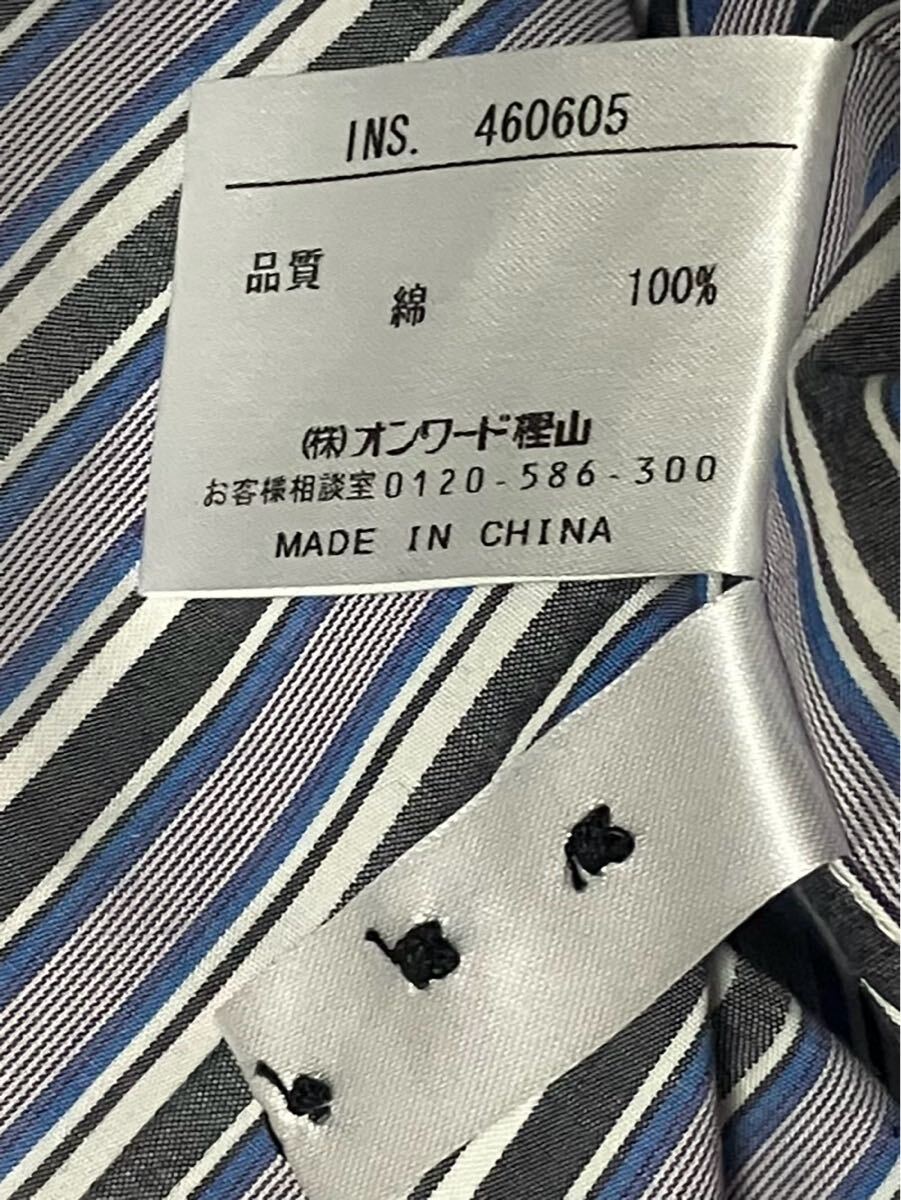 INS. 460605
品質
綿 100%
㈱オンワード樫山
お客様相談室0120-586-300
MADE IN CHINA